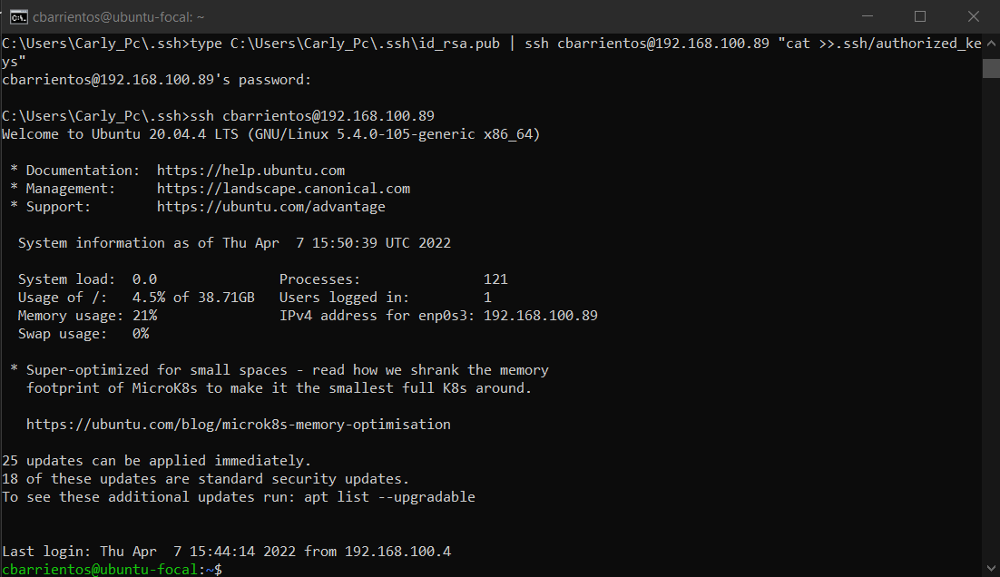 cbarrientos@ubuntu-focal: ~
C:\Users\Carly_Pc\.ssh>type C:\Users\Carly_Pc\.ssh\id_rsa.pub | ssh cbarrientos@192.168.100.89 "cat >>.ssh/authorized_ke
ys"
cbarrientos@192.168.100.89's password:
C:\Users\Carly_Pc\.ssh>ssh cbarrientos@192.168.100.89
Welcome to Ubuntu 20.04.4 LTS (GNU/Linux 5.4.0-105-generic x86_64)
* Documentation:  https://help.ubuntu.com
* Management:     https://landscape.canonical.com
* Support:        https://ubuntu.com/advantage
System information as of Thu Apr  7 15:50:39 UTC 2022
System load:  0.0               Processes:               121
Usage of /:   4.5% of 38.71GB   Users logged in:         1
Memory usage: 21%               IPv4 address for enp0s3: 192.168.100.89
Swap usage:   0%
* Super-optimized for small spaces - read how we shrank the memory
footprint of MicroK8s to make it the smallest full K8s around.
https://ubuntu.com/blog/microk8s-memory-optimisation
25 updates can be applied immediately.
18 of these updates are standard security updates.
To see these additional updates run: apt list --upgradable
Last login: Thu Apr  7 15:44:14 2022 from 192.168.100.4
cbarrientos@ubuntu-focal:~$